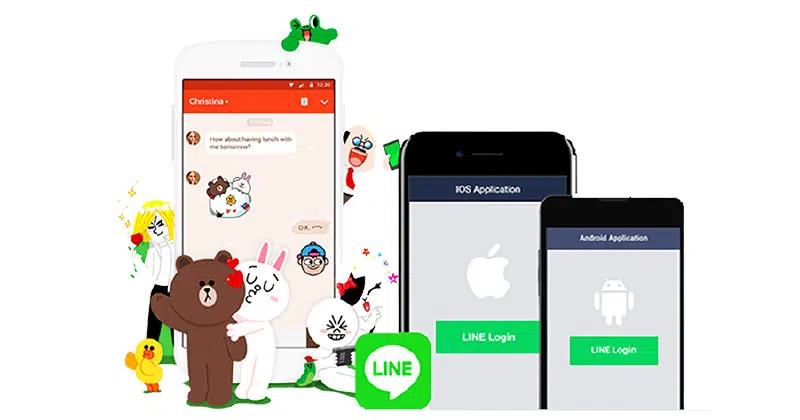 12:30
Christina
How about having lunch with
me tomorrow?
O.K.
IOS Application
LINE Login
Android Application
LINE Login
LINE